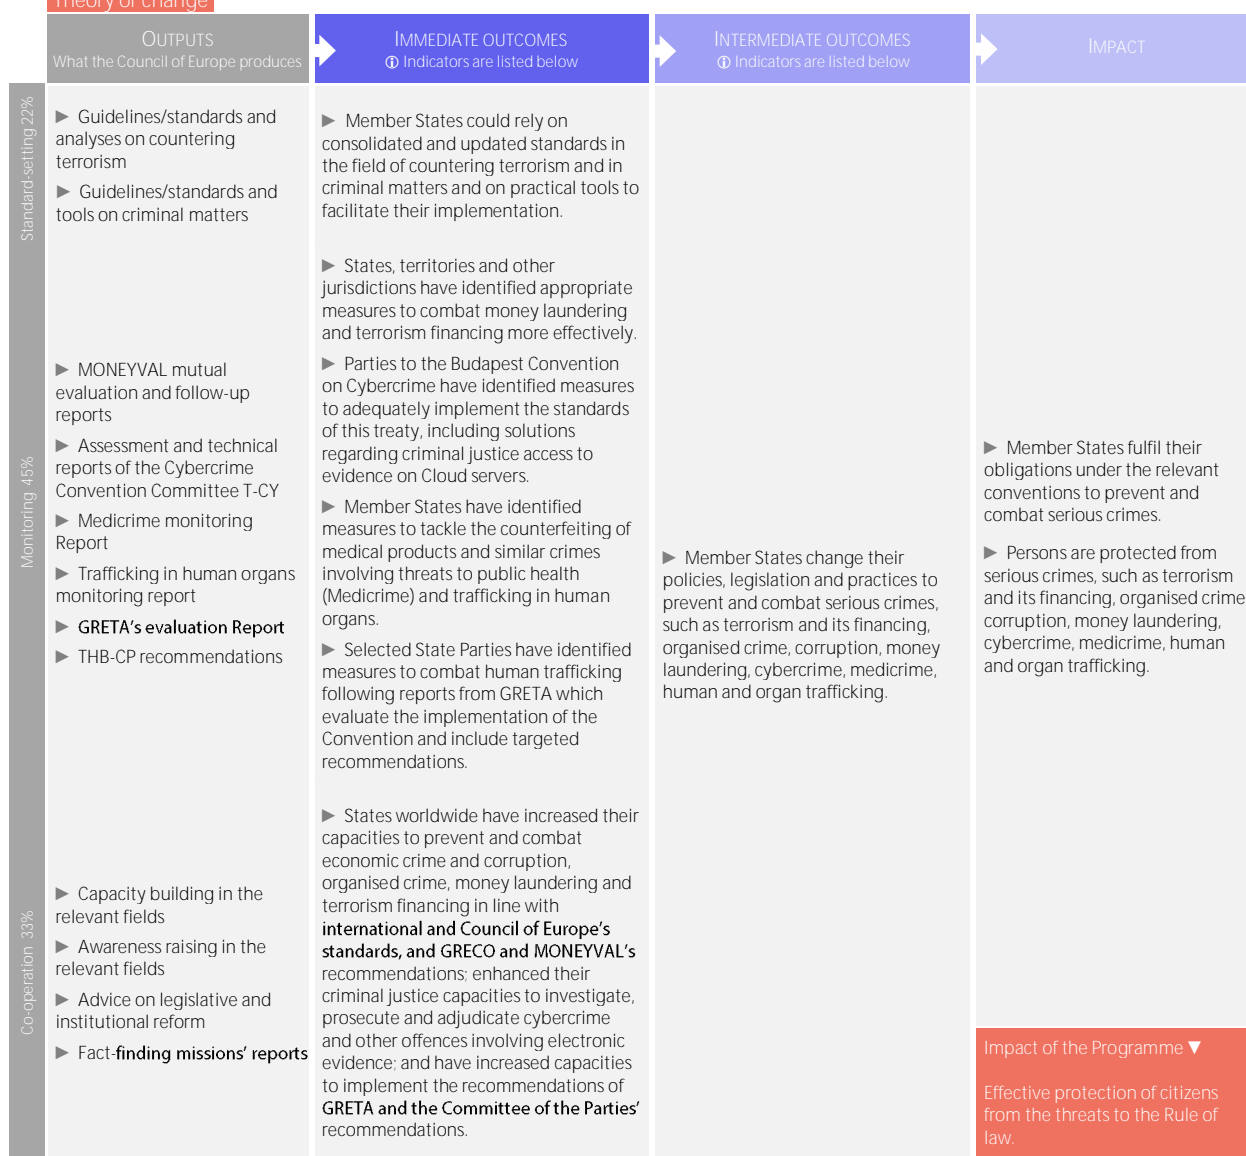 Theory of change
OUTPUTS
What the Council of Europe produces
IMMEDIATE OUTCOMES
ⓘ Indicators are listed below
INTERMEDIATE OUTCOMES
ⓘ Indicators are listed below
IMPACT
Standard-setting 22%
► Guidelines/standards and
analyses on countering
terrorism
► Guidelines/standards and
tools on criminal matters
► Member States could rely on
consolidated and updated standards in
the field of countering terrorism and in
criminal matters and on practical tools to
facilitate their implementation.
Monitoring 45%
► MONEYVAL mutual
evaluation and follow-up
reports
► Assessment and technical
reports of the Cybercrime
Convention Committee T-CY
► Medicrime monitoring
Report
► Trafficking in human organs
monitoring report
► GRETA's evaluation Report
► THB-CP recommendations
► States, territories and other
jurisdictions have identified appropriate
measures to combat money laundering
and terrorism financing more effectively.
► Parties to the Budapest Convention
on Cybercrime have identified measures
to adequately implement the standards
of this treaty, including solutions
regarding criminal justice access to
evidence on Cloud servers.
► Member States have identified
measures to tackle the counterfeiting of
medical products and similar crimes
involving threats to public health
(Medicrime) and trafficking in human
organs.
► Selected State Parties have identified
measures to combat human trafficking
following reports from GRETA which
evaluate the implementation of the
Convention and include targeted
recommendations.
Co-operation 33%
► Capacity building in the
relevant fields
► Awareness raising in the
relevant fields
► Advice on legislative and
institutional reform
► Fact-finding missions' reports
► States worldwide have increased their
capacities to prevent and combat
economic crime and corruption,
organised crime, money laundering and
terrorism financing in line with
international and Council of Europe's
standards, and GRECO and MONEYVAL's
recommendations; enhanced their
criminal justice capacities to investigate,
prosecute and adjudicate cybercrime
and other offences involving electronic
evidence; and have increased capacities
to implement the recommendations of
GRETA and the Committee of the Parties'
recommendations.
► Member States change their
policies, legislation and practices to
prevent and combat serious crimes,
such as terrorism and its financing,
organised crime, corruption, money
laundering, cybercrime, medicrime,
human and organ trafficking.
► Member States fulfil their
obligations under the relevant
conventions to prevent and
combat serious crimes.
► Persons are protected from
serious crimes, such as terrorism
and its financing, organised crime
corruption, money laundering,
cybercrime, medicrime, human
and organ trafficking.
Impact of the Programme ▼
Effective protection of citizens
from the threats to the Rule of
law.